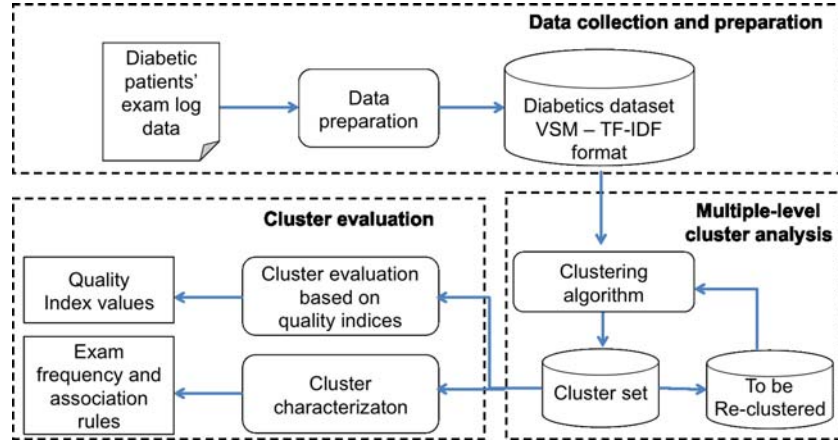 Data collection and preparation
Diabetic
patients'
exam log
data
Data
preparation
Diabetics dataset
VSM – TF-IDF
format
Cluster evaluation
Multiple-level
cluster analysis
Quality
Index values
Cluster evaluation
based on
quality indices
Clustering
algorithm
Exam
frequency and
association
rules
Cluster
characterizaton
Cluster set
To be
Re-clustered